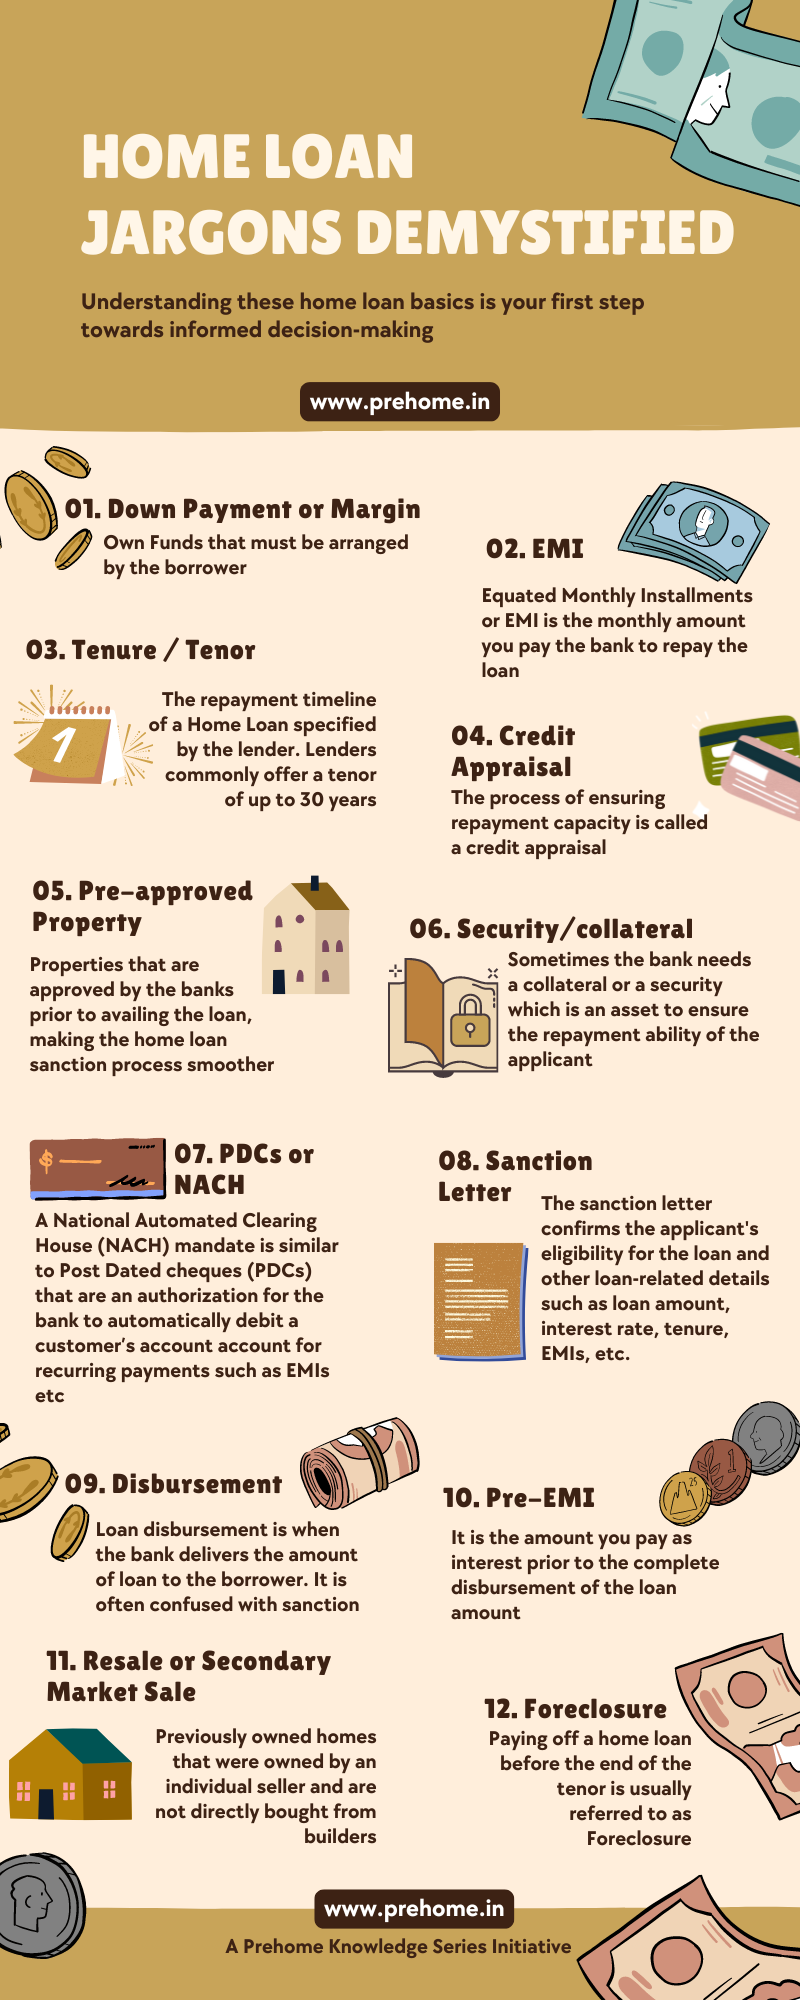 HOME LOAN
JARGONS DEMYSTIFIED
Understanding these home loan basics is your first step
towards informed decision-making
www.prehome.in
01. Down Payment or Margin
Own Funds that must be arranged
by the borrower
02. EMI
Equated Monthly Installments
or EMI is the monthly amount
you pay the bank to repay the
loan
03. Tenure / Tenor
1
The repayment timeline
of a Home Loan specified
by the lender. Lenders
commonly offer a tenor
of up to 30 years
04. Credit
Appraisal
The process of ensuring
repayment capacity is called
a credit appraisal
05. Pre-approved
Property
Properties that are
approved by the banks
prior to availing the loan,
making the home loan
sanction process smoother
06. Security/collateral
Sometimes the bank needs
a collateral or a security
which is an asset to ensure
the repayment ability of the
applicant
$
07. PDCs or
NACH
A National Automated Clearing
House (NACH) mandate is similar
to Post Dated cheques (PDCs)
that are an authorization for the
bank to automatically debit a
customer's account account for
recurring payments such as EMIs
etc
08. Sanction
Letter
The sanction letter
confirms the applicant's
eligibility for the loan and
other loan-related details
such as loan amount,
interest rate, tenure,
EMIs, etc.
09. Disbursement
Loan disbursement is when
the bank delivers the amount
of loan to the borrower. It is
often confused with sanction
1
25
10. Pre-EMI
It is the amount you pay as
interest prior to the complete
disbursement of the loan
amount
11. Resale or Secondary
Market Sale
Previously owned homes
that were owned by an
individual seller and are
not directly bought from
builders
12. Foreclosure
Paying off a home loan
before the end of the
tenor is usually
referred to as
Foreclosure
www.prehome.in
A Prehome Knowledge Series Initiative